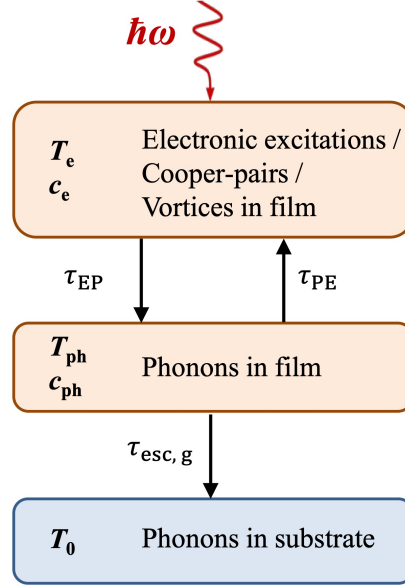 ħω
T_e Electronic excitations /
c_e Cooper-pairs /
Vortices in film
τ_EP τ_PE
T_ph
c_ph Phonons in film
τ_esc, g
T_0 Phonons in substrate